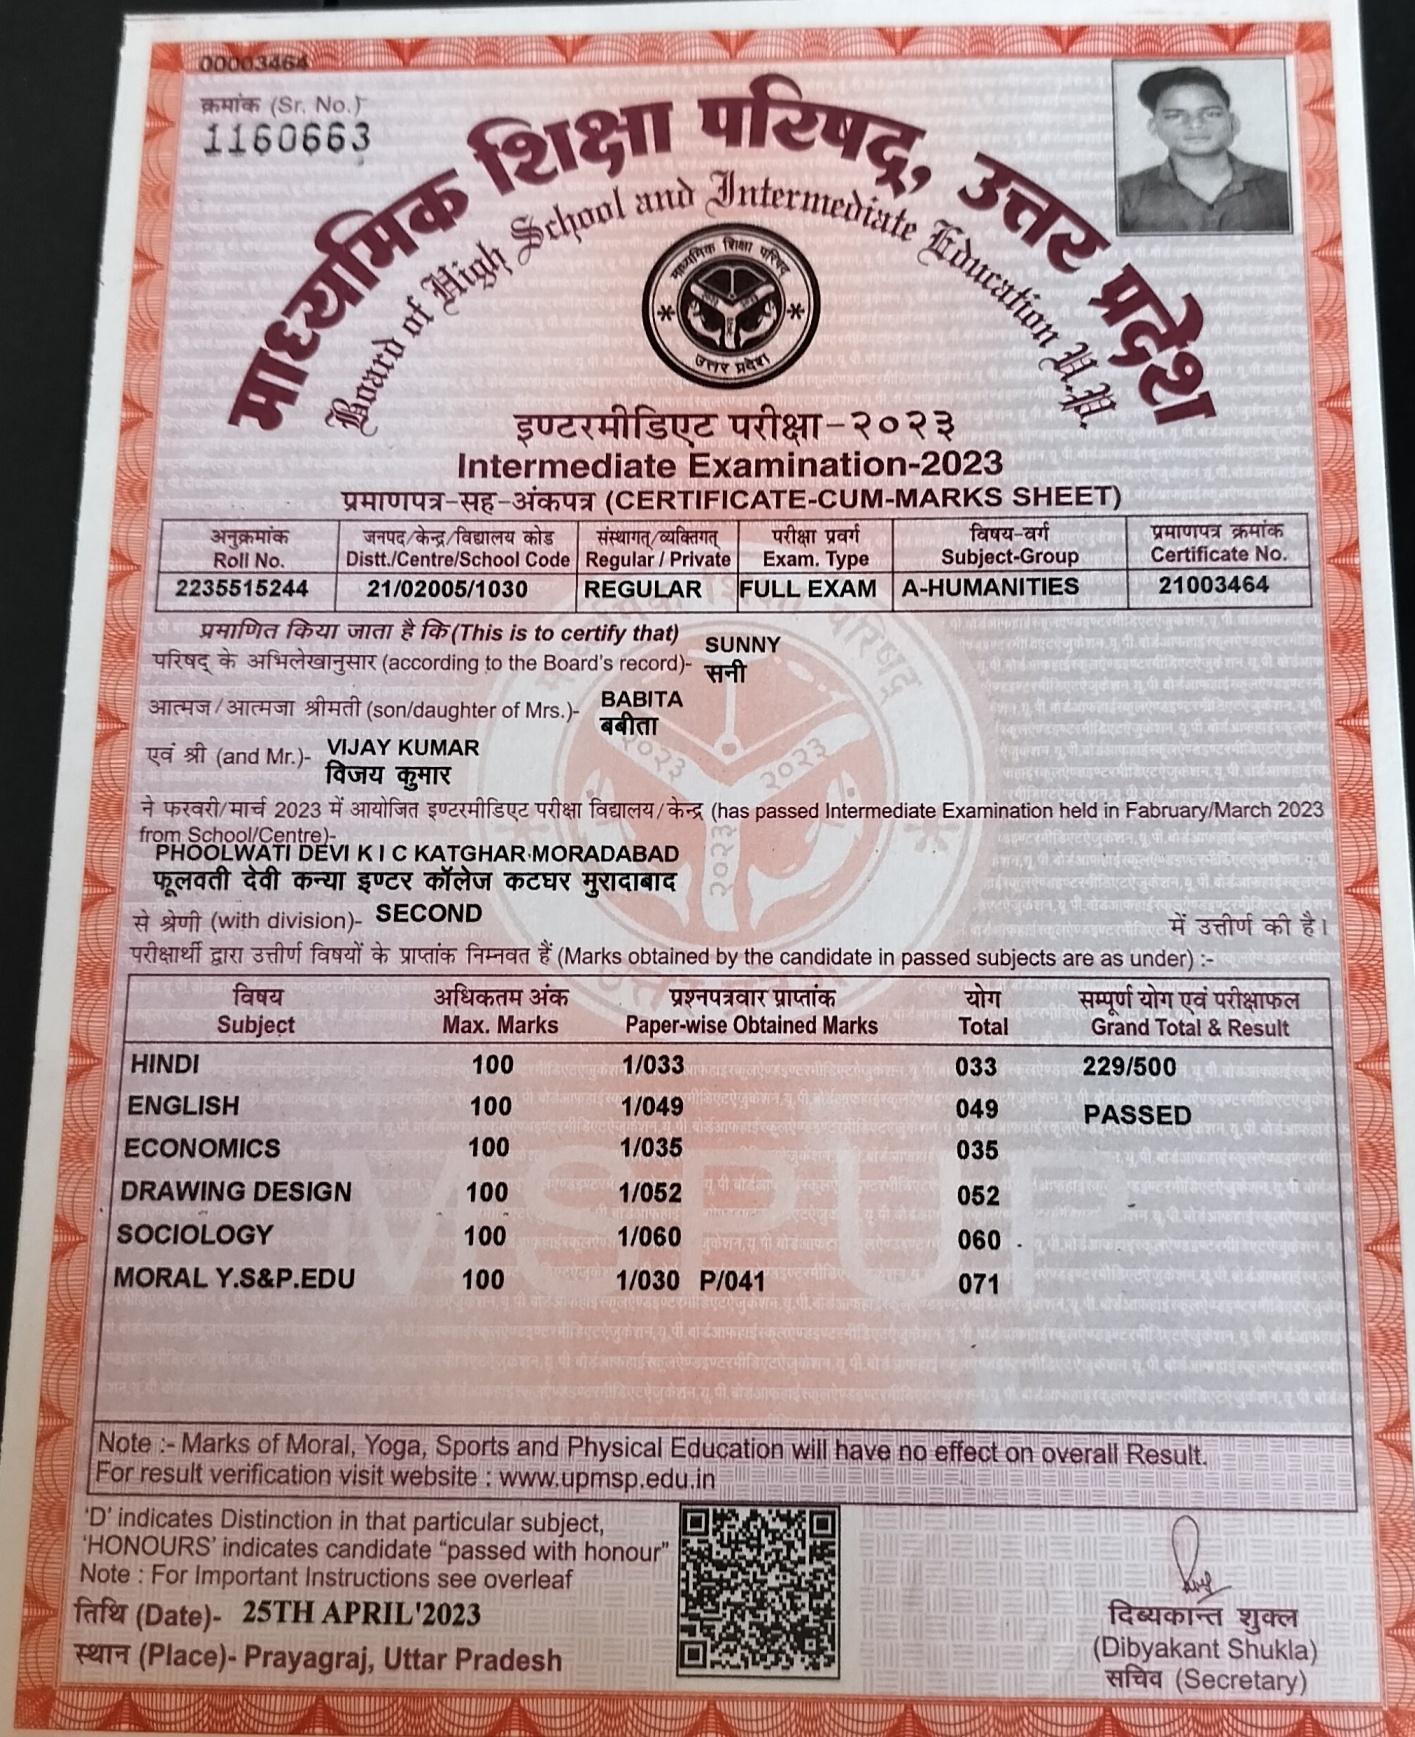 00003464
क्रमांक (Sr. No.)
1160663
माध्यमिक शिक्षा परिषद्, उत्तर प्रदेश
Board of High School and Intermediate Education U.P.
माध्यमिक शिक्षा परिषद
उत्तर प्रदेश
इण्टरमीडिएट परीक्षा-२०२३
Intermediate Examination-2023
प्रमाणपत्र-सह-अंकपत्र (CERTIFICATE-CUM-MARKS SHEET)
अनुक्रमांक जनपद/केन्द्र/विद्यालय कोड संस्थागत्/व्यक्तिगत् परीक्षा प्रवर्ग विषय-वर्ग प्रमाणपत्र क्रमांक
Roll No. Distt./Centre/School Code Regular / Private Exam. Type Subject-Group Certificate No.
2235515244 21/02005/1030 REGULAR FULL EXAM A-HUMANITIES 21003464
प्रमाणित किया जाता है कि (This is to certify that) SUNNY
परिषद् के अभिलेखानुसार (according to the Board's record)- सनी
आत्मज/आत्मजा श्रीमती (son/daughter of Mrs.)- BABITA
बबीता
एवं श्री (and Mr.)- VIJAY KUMAR
विजय कुमार
ने फरवरी/मार्च 2023 में आयोजित इण्टरमीडिएट परीक्षा विद्यालय/केन्द्र (has passed Intermediate Examination held in Fabruary/March 2023
from School/Centre)-
PHOOLWATI DEVI K I C KATGHAR MORADABAD
फूलवती देवी कन्या इण्टर कॉलेज कटघर मुरादाबाद
से श्रेणी (with division)- SECOND में उत्तीर्ण की है।
परीक्षार्थी द्वारा उत्तीर्ण विषयों के प्राप्तांक निम्नवत हैं (Marks obtained by the candidate in passed subjects are as under) :-
विषय अधिकतम अंक प्रश्नपत्रवार प्राप्तांक योग सम्पूर्ण योग एवं परीक्षाफल
Subject Max. Marks Paper-wise Obtained Marks Total Grand Total & Result
HINDI 100 1/033 033 229/500
ENGLISH 100 1/049 049 PASSED
ECONOMICS 100 1/035 035
DRAWING DESIGN 100 1/052 052
SOCIOLOGY 100 1/060 060
MORAL Y.S&P.EDU 100 1/030 P/041 071
MSPUP
Note :- Marks of Moral, Yoga, Sports and Physical Education will have no effect on overall Result.
For result verification visit website : www.upmsp.edu.in
'D' indicates Distinction in that particular subject,
'HONOURS' indicates candidate "passed with honour"
Note : For Important Instructions see overleaf
तिथि (Date)- 25TH APRIL'2023
स्थान (Place)- Prayagraj, Uttar Pradesh
दिब्यकान्त शुक्ल
(Dibyakant Shukla)
सचिव (Secretary)